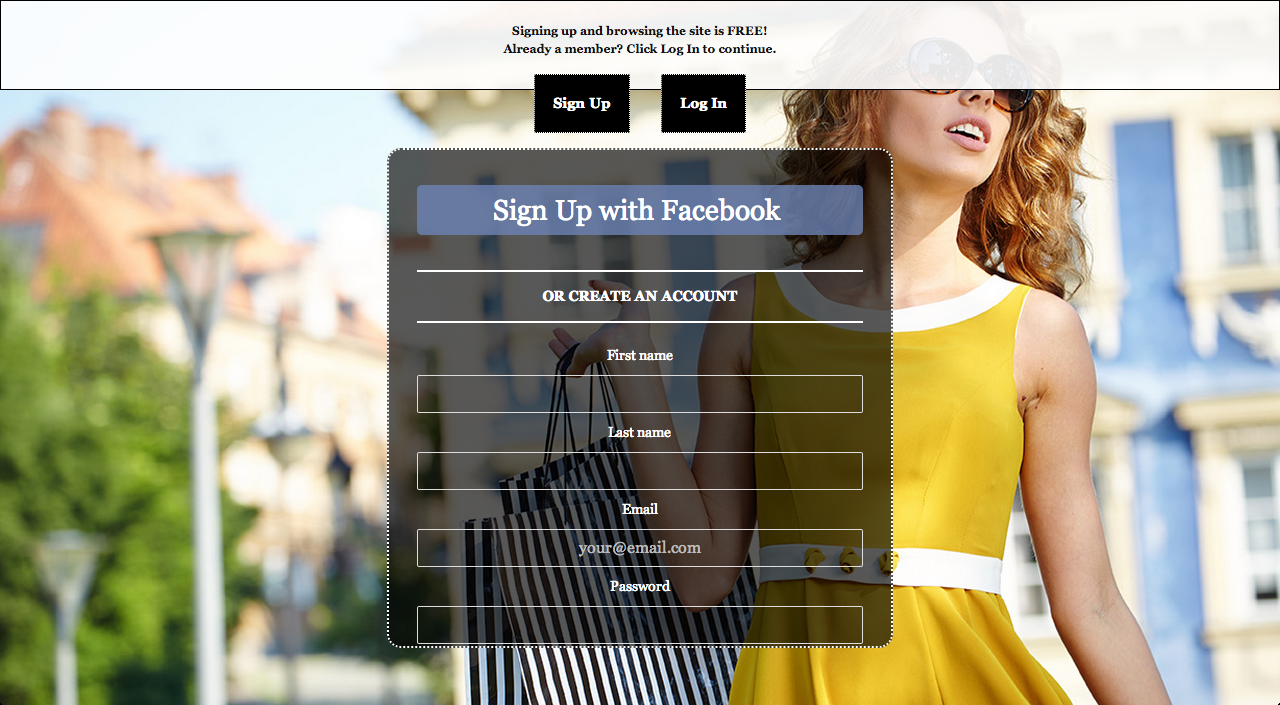 Signing up and browsing the site is FREE!
Already a member? Click Log In to continue.
Sign Up
Log In
Sign Up with Facebook
OR CREATE AN ACCOUNT
First name
Last name
Email
your@email.com
Password